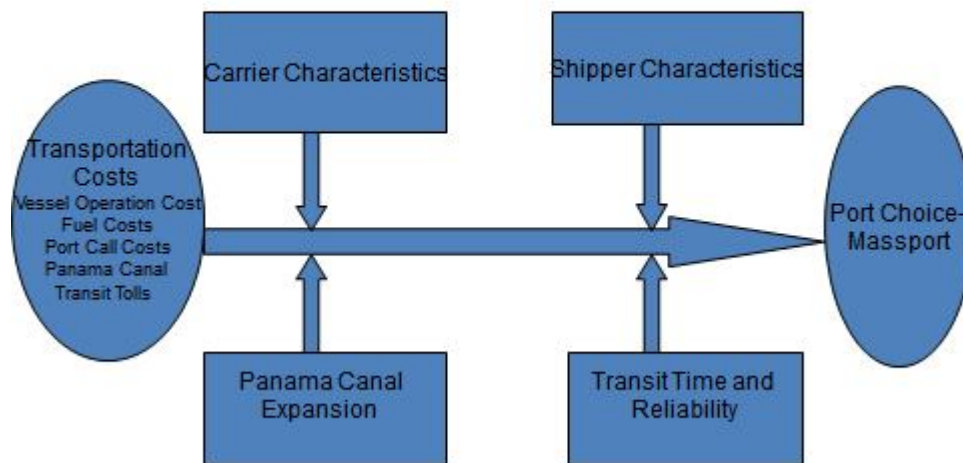 Carrier Characteristics
Shipper Characteristics
Transportation
Costs
Vessel Operation Cost
Fuel Costs
Port Call Costs
Panama Canal
Transit Tolls
Port Choice-
Massport
Panama Canal
Expansion
Transit Time and
Reliability